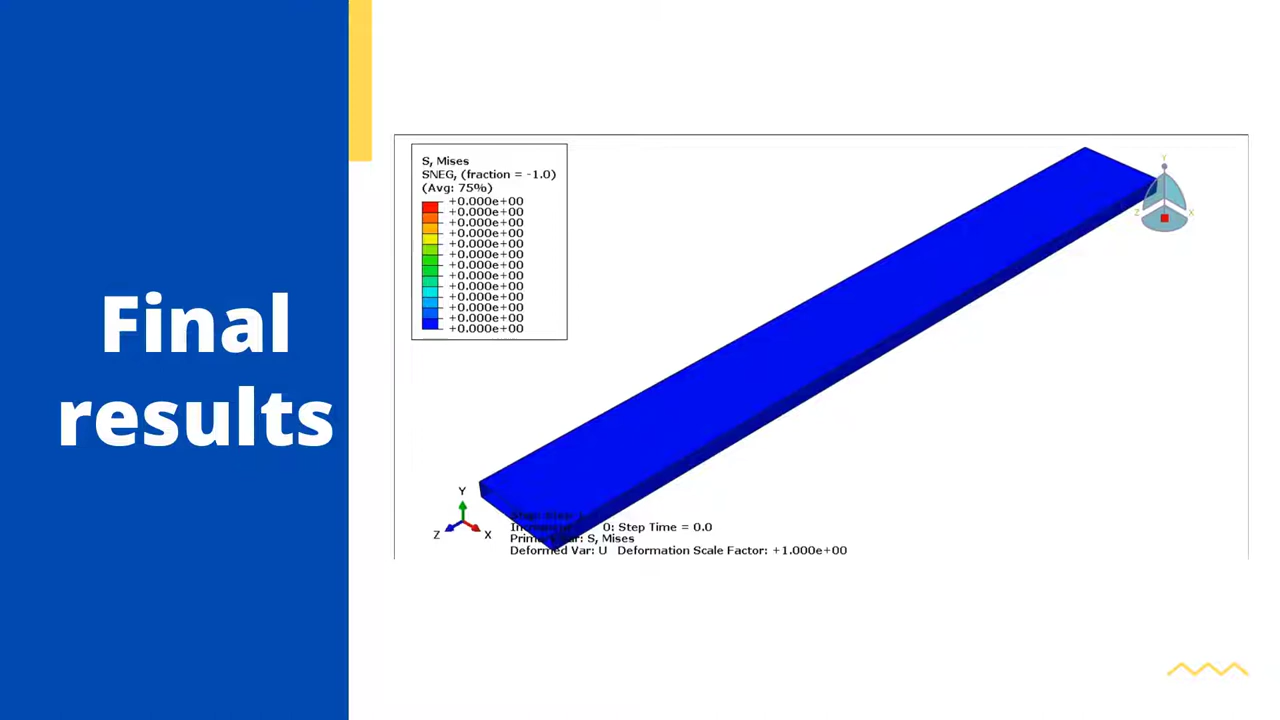 Final
results
S, Mises
SNEG, (fraction = -1.0)
(Avg: 75%)
+0.000e+00
+0.000e+00
+0.000e+00
+0.000e+00
+0.000e+00
+0.000e+00
+0.000e+00
+0.000e+00
+0.000e+00
+0.000e+00
+0.000e+00
+0.000e+00
+0.000e+00
Y
Z
X
Y
Z
X
0: Step Time = 0.0
Var: S, Mises
Deformed Var: U Deformation Scale Factor: +1.000e+00